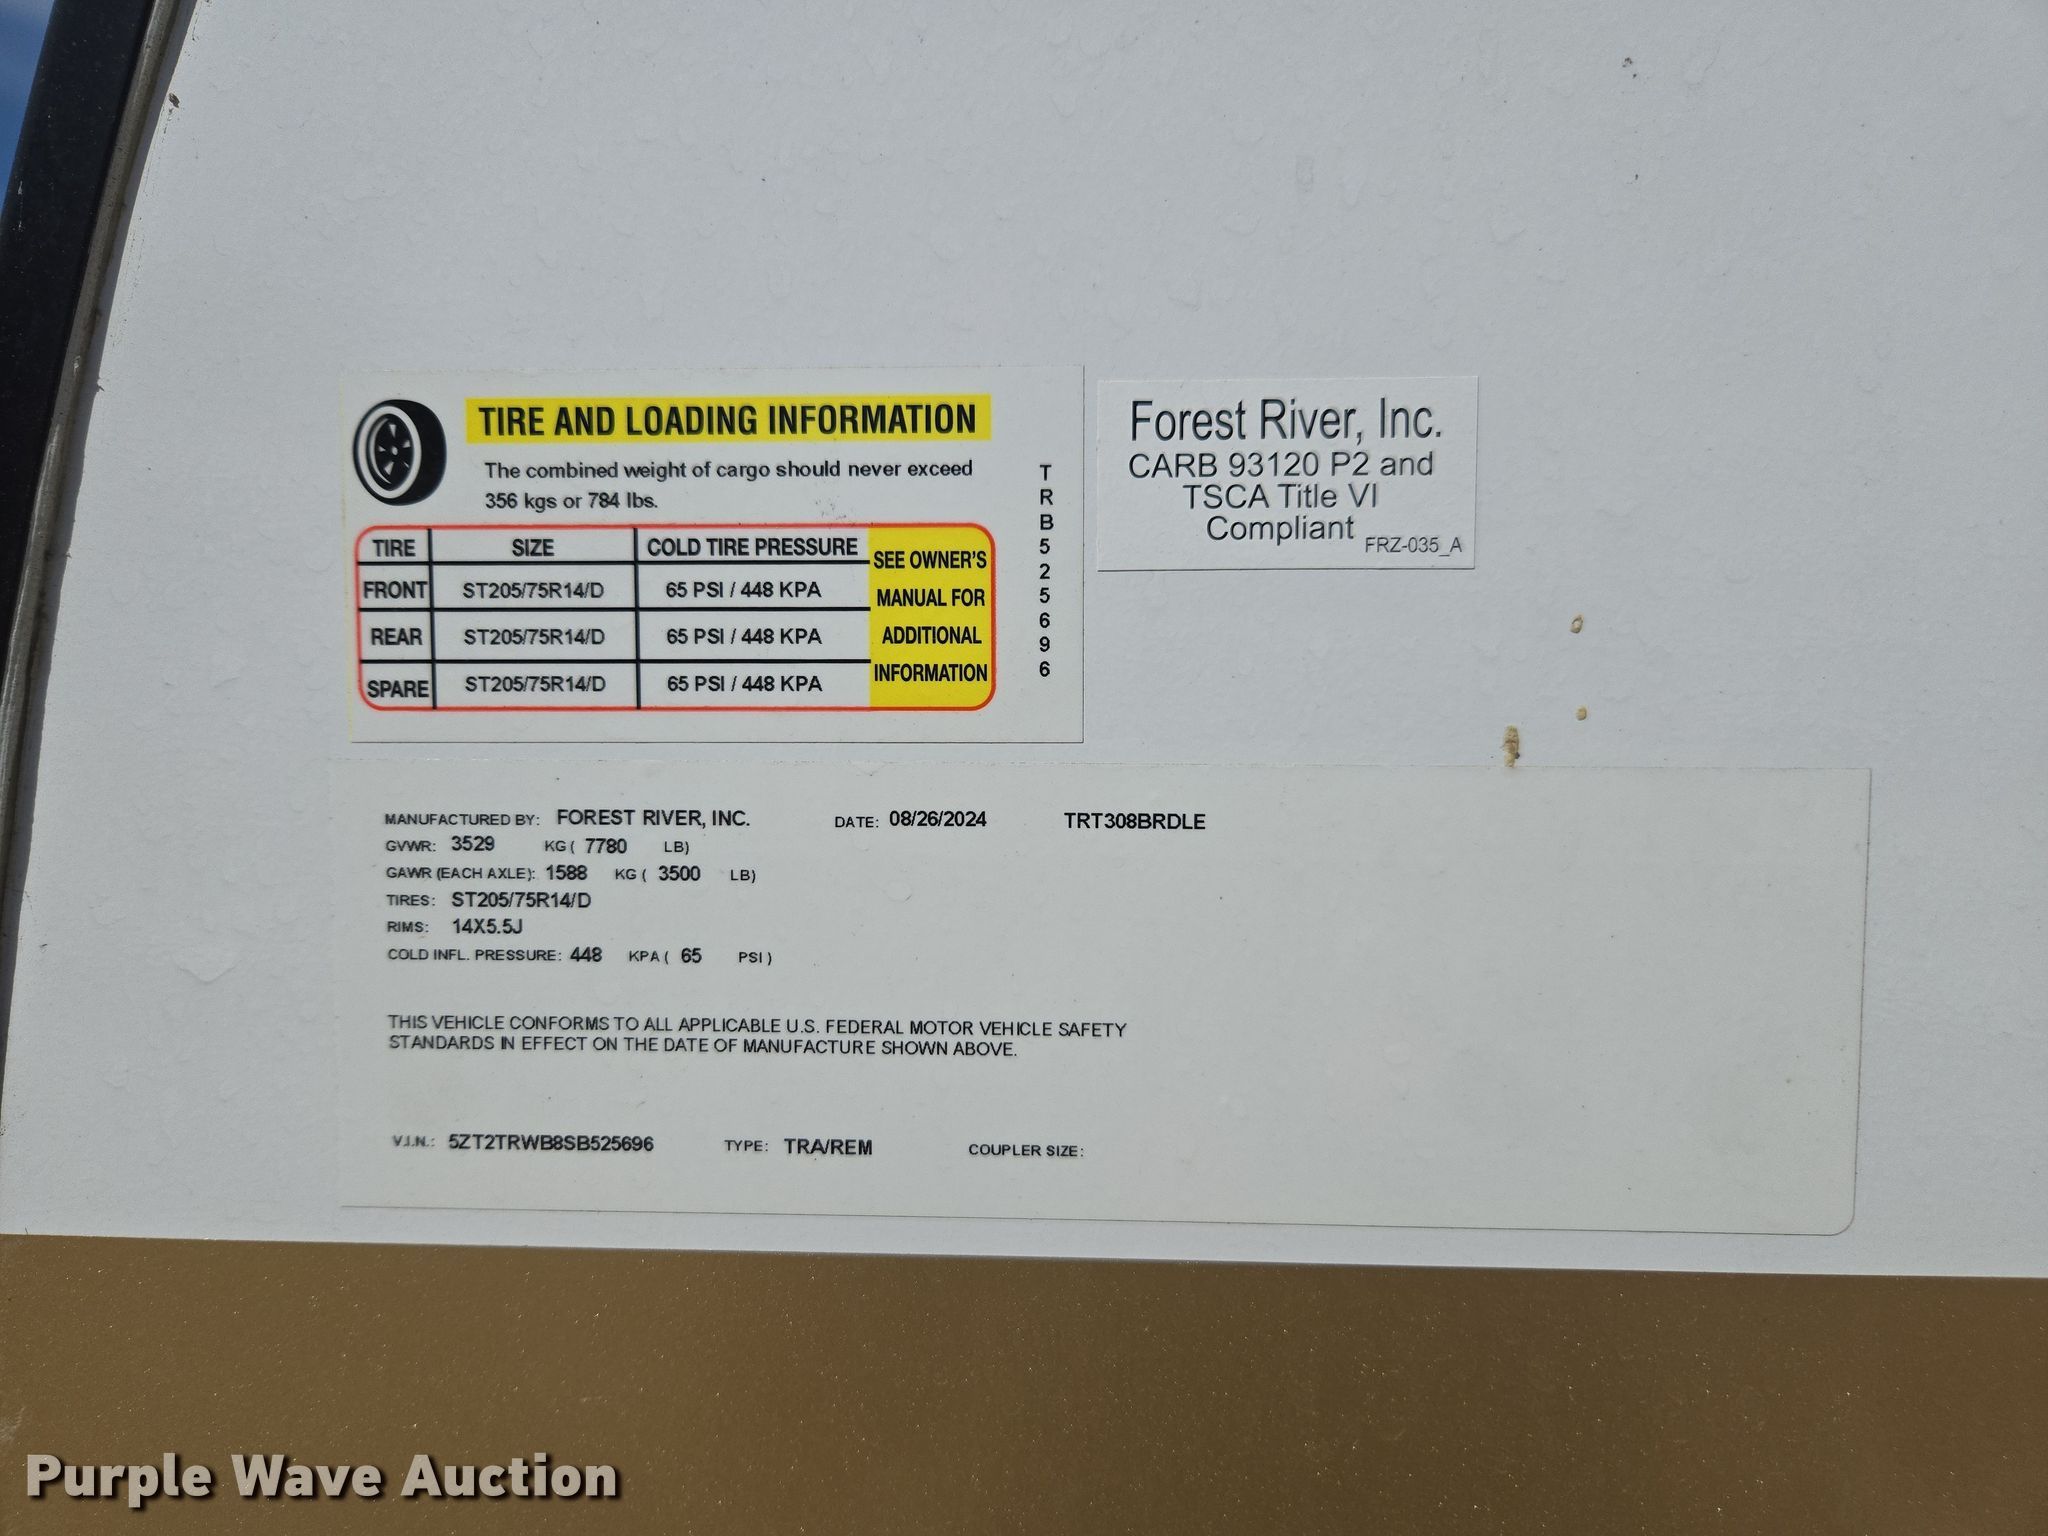 TIRE AND LOADING INFORMATION
The combined weight of cargo should never exceed
356 kgs or 784 lbs.
TIRE SIZE COLD TIRE PRESSURE
FRONT ST205/75R14/D 65 PSI / 448 KPA
REAR ST205/75R14/D 65 PSI / 448 KPA
SPARE ST205/75R14/D 65 PSI / 448 KPA
SEE OWNER'S
MANUAL FOR
ADDITIONAL
INFORMATION
TRB525696
Forest River, Inc.
CARB 93120 P2 and
TSCA Title VI
Compliant FRZ-035_A
MANUFACTURED BY: FOREST RIVER, INC. DATE: 08/26/2024 TRT308BRDLE
GVWR: 3529 KG ( 7780 LB)
GAWR (EACH AXLE): 1588 KG ( 3500 LB)
TIRES: ST205/75R14/D
RIMS: 14X5.5J
COLD INFL. PRESSURE: 448 KPA ( 65 PSI )
THIS VEHICLE CONFORMS TO ALL APPLICABLE U.S. FEDERAL MOTOR VEHICLE SAFETY
STANDARDS IN EFFECT ON THE DATE OF MANUFACTURE SHOWN ABOVE.
V.I.N.: 5ZT2TRWB8SB525696 TYPE: TRA/REM COUPLER SIZE:
Purple Wave Auction